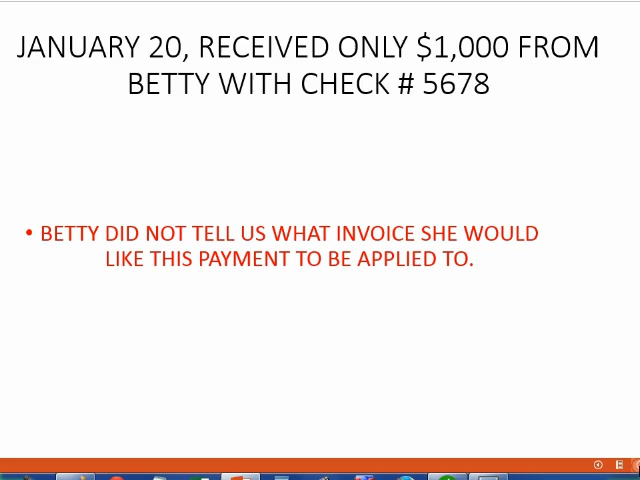 JANUARY 20, RECEIVED ONLY $1,000 FROM
BETTY WITH CHECK # 5678
• BETTY DID NOT TELL US WHAT INVOICE SHE WOULD
LIKE THIS PAYMENT TO BE APPLIED TO.